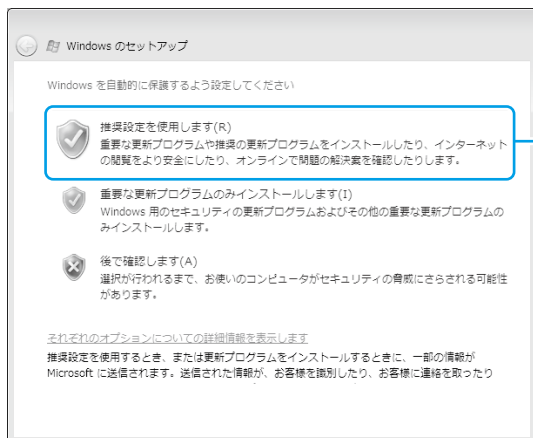 Windows のセットアップ
Windows を自動的に保護するよう設定してください
推奨設定を使用します(R)
重要な更新プログラムや推奨の更新プログラムをインストールしたり、インターネット
の閲覧をより安全にしたり、オンラインで問題の解決案を確認したりします。
重要な更新プログラムのみインストールします(I)
Windows 用のセキュリティの更新プログラムおよびその他の重要な更新プログラムの
みインストールします。
後で確認します(A)
選択が行われるまで、お使いのコンピュータがセキュリティの脅威にさらされる可能性
があります。
それぞれのオプションについての詳細情報を表示します
推奨設定を使用するとき、または更新プログラムをインストールするときに、一部の情報が
Microsoft に送信されます。送信された情報が、お客様を識別したり、お客様に連絡を取ったり